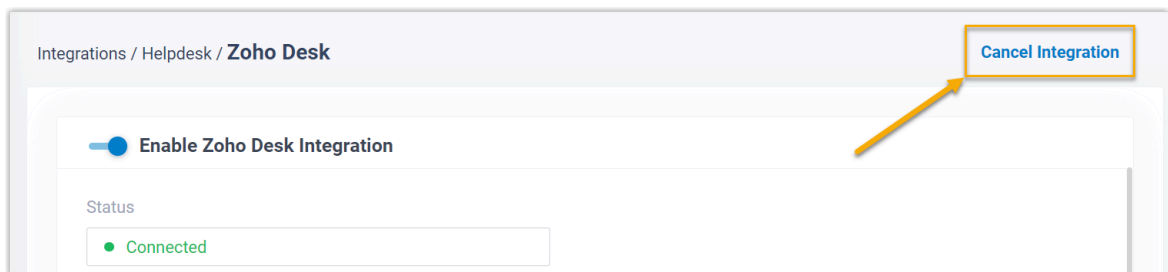 Integrations / Helpdesk / Zoho Desk
Cancel Integration
Enable Zoho Desk Integration
Status
Connected